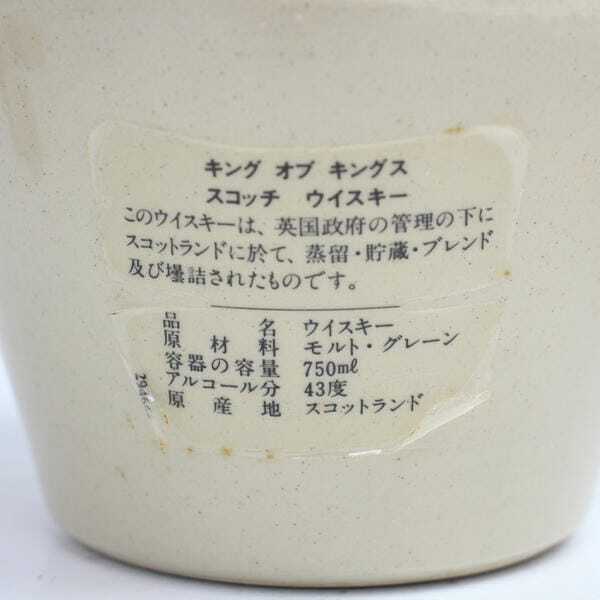 キング オブ キングス
スコッチ ウイスキー
このウイスキーは、英国政府の管理の下に
スコットランドに於て、蒸留・貯蔵・ブレンド
及び壜詰されたものです。
品名 ウイスキー
原材料 モルト・グレーン
容器の容量 750ml
アルコール分 43度
原産地 スコットランド